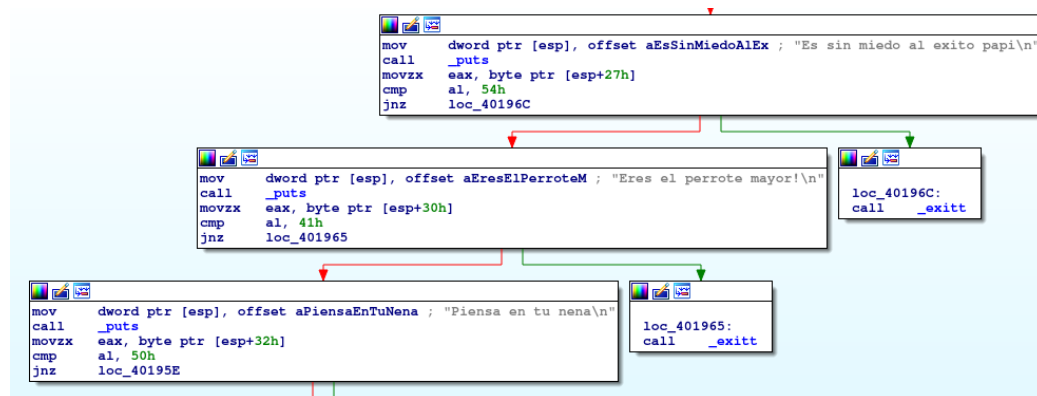 mov dword ptr [esp], offset aEsSinMiedoAlEx ; "Es sin miedo al exito papi\n"
call _puts
movzx eax, byte ptr [esp+27h]
cmp al, 54h
jnz loc_40196C
mov dword ptr [esp], offset aEresElPerroteM ; "Eres el perrote mayor!\n"
call _puts
movzx eax, byte ptr [esp+30h]
cmp al, 41h
jnz loc_401965
loc_40196C:
call _exitt
mov dword ptr [esp], offset aPiensaEnTuNena ; "Piensa en tu nena\n"
call _puts
movzx eax, byte ptr [esp+32h]
cmp al, 50h
jnz loc_40195E
loc_401965:
call _exitt